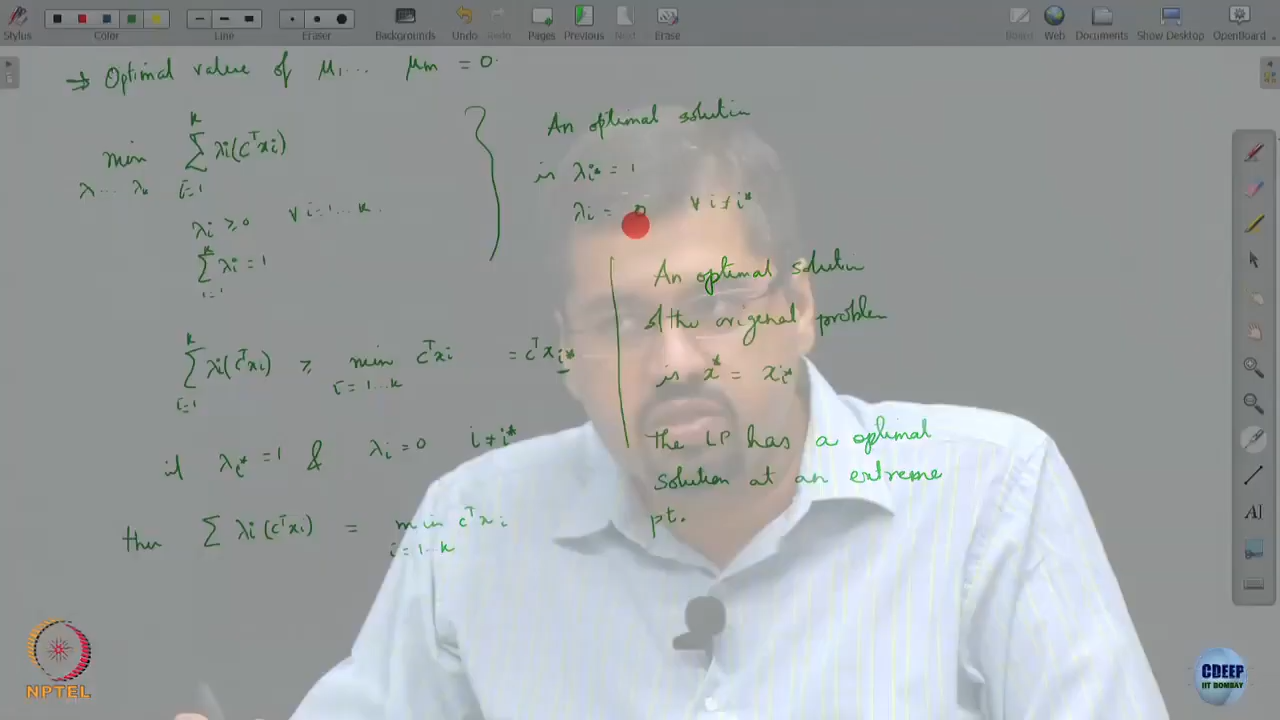 Stylus
Color
Line
Eraser
Backgrounds
Undo
Redo
Pages
Previous
Next
Erase
Board
Web
Documents
Show Desktop
OpenBoard
⇒ Optimal value of μ₁... μm = 0.
min λ... λk ∑ i=1 k λi(cᵀxi)
λi ≥ 0 ∀ i=1...k.
∑ i=1 k λi = 1
An optimal solutin
is λi* = 1
λi = 0 ∀ i≠i*
∑ i=1 k λi(cᵀxi) ≥ min i=1...k cᵀxi = cᵀxi*
if λi* = 1 & λi = 0 i≠i*
then ∑ λi(cᵀxi) = min i=1..k cᵀxi
An optimal solutin
of the original problem
is x* = xi*
The LP has a optimal
solution at an extreme
pt.
NPTEL
CDEEP
IIT BOMBAY